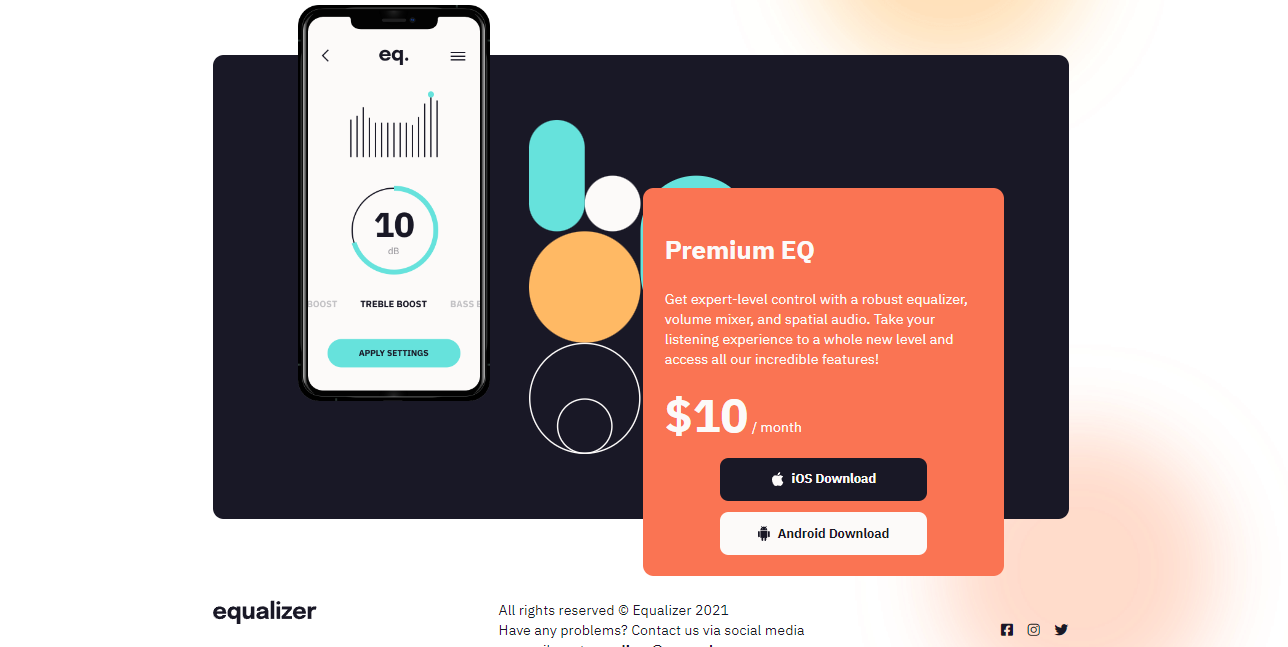 eq.
10
dB
BOOST
TREBLE BOOST
BASS
APPLY SETTINGS
Premium EQ
Get expert-level control with a robust equalizer,
volume mixer, and spatial audio. Take your
listening experience to a whole new level and
access all our incredible features!
$10 / month
iOS Download
Android Download
equalizer
All rights reserved © Equalizer 2021
Have any problems? Contact us via social media